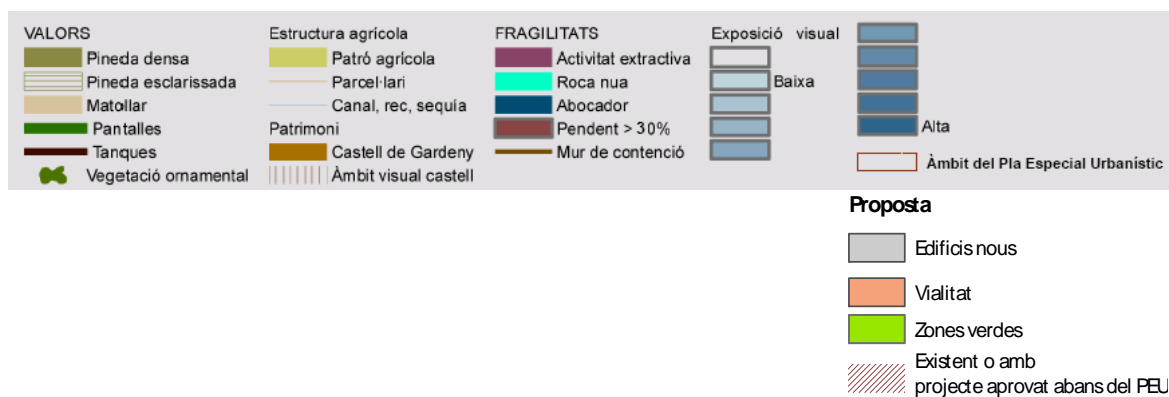 VALORS
Pineda densa
Pineda esclarissada
Matollar
Pantalles
Tanques
Vegetació ornamental
Estructura agrícola
Patró agrícola
Parcel·lari
Canal, rec, sequia
Patrimoni
Castell de Gardeny
Àmbit visual castell
FRAGILITATS
Activitat extractiva
Roca nua
Abocador
Pendent > 30%
Mur de contenció
Exposició visual
Baixa
Alta
Àmbit del Pla Especial Urbanístic
Proposta
Edificis nous
Vialitat
Zones verdes
Existent o amb
projecte aprovat abans del PEU